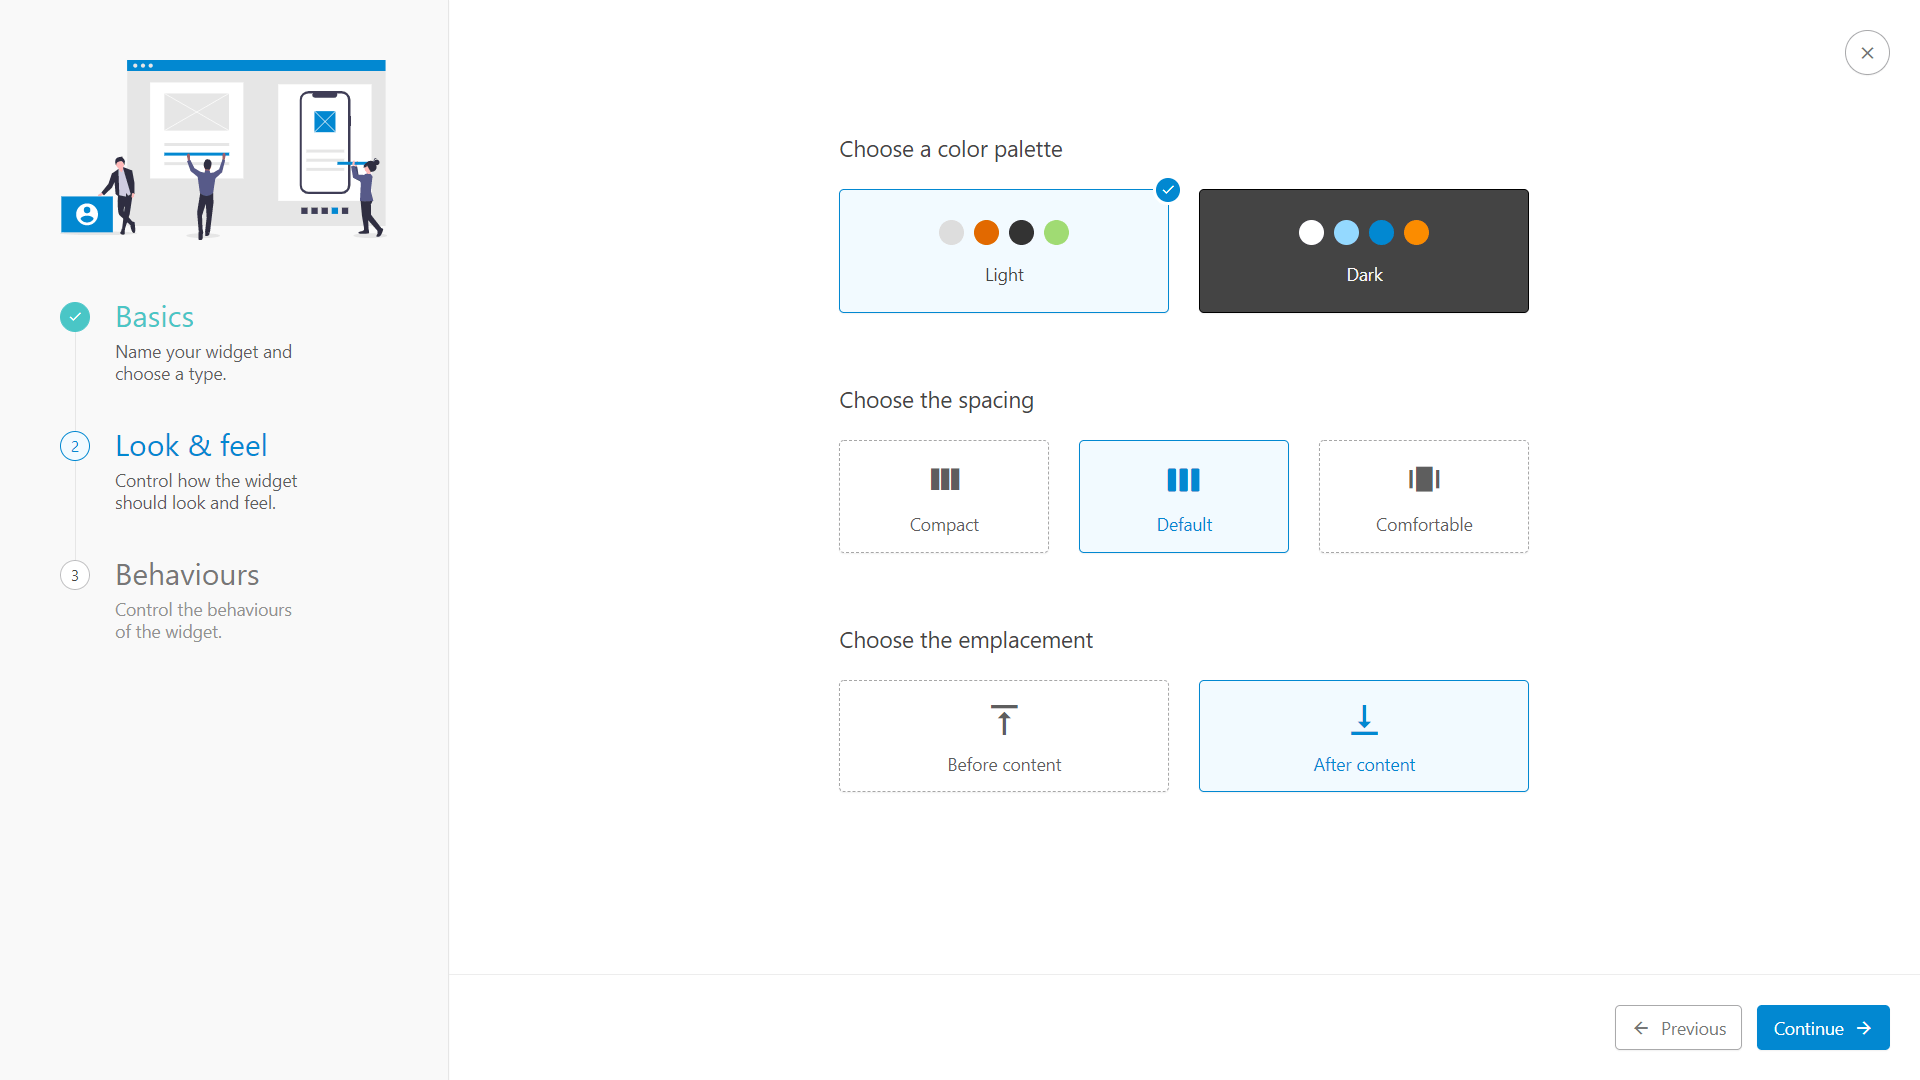 Basics
Name your widget and
choose a type.
2
Look & feel
Control how the widget
should look and feel.
3
Behaviours
Control the behaviours
of the widget.
Choose a color palette
Light
Dark
Choose the spacing
Compact
Default
Comfortable
Choose the emplacement
Before content
After content
Previous
Continue